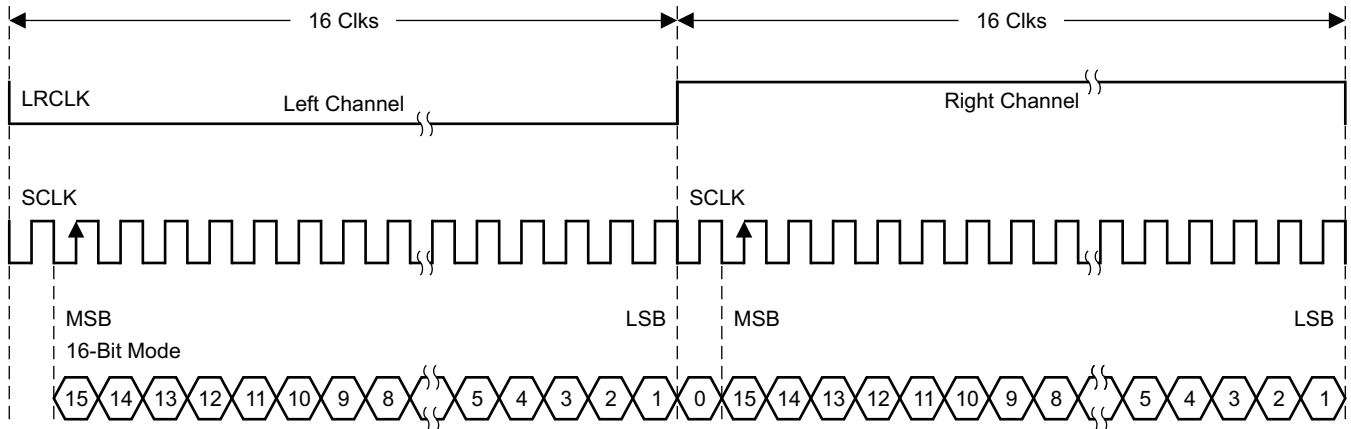 16 Clks 16 Clks
LRCLK Left Channel Right Channel
SCLK SCLK
MSB LSB MSB LSB
16-Bit Mode
15 14 13 12 11 10 9 8 5 4 3 2 1 0 15 14 13 12 11 10 9 8 5 4 3 2 1